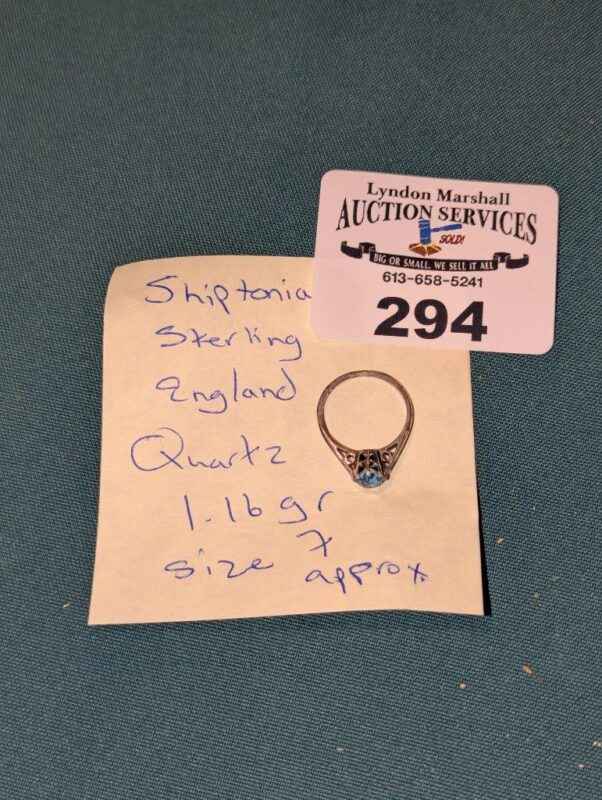 Lyndon Marshall
AUCTION SERVICES
SOLD!
BIG OR SMALL, WE SELL IT ALL
613-658-5241
294
Shiptonia
Sterling
England
Quartz
1.16 gr
size 7
approx